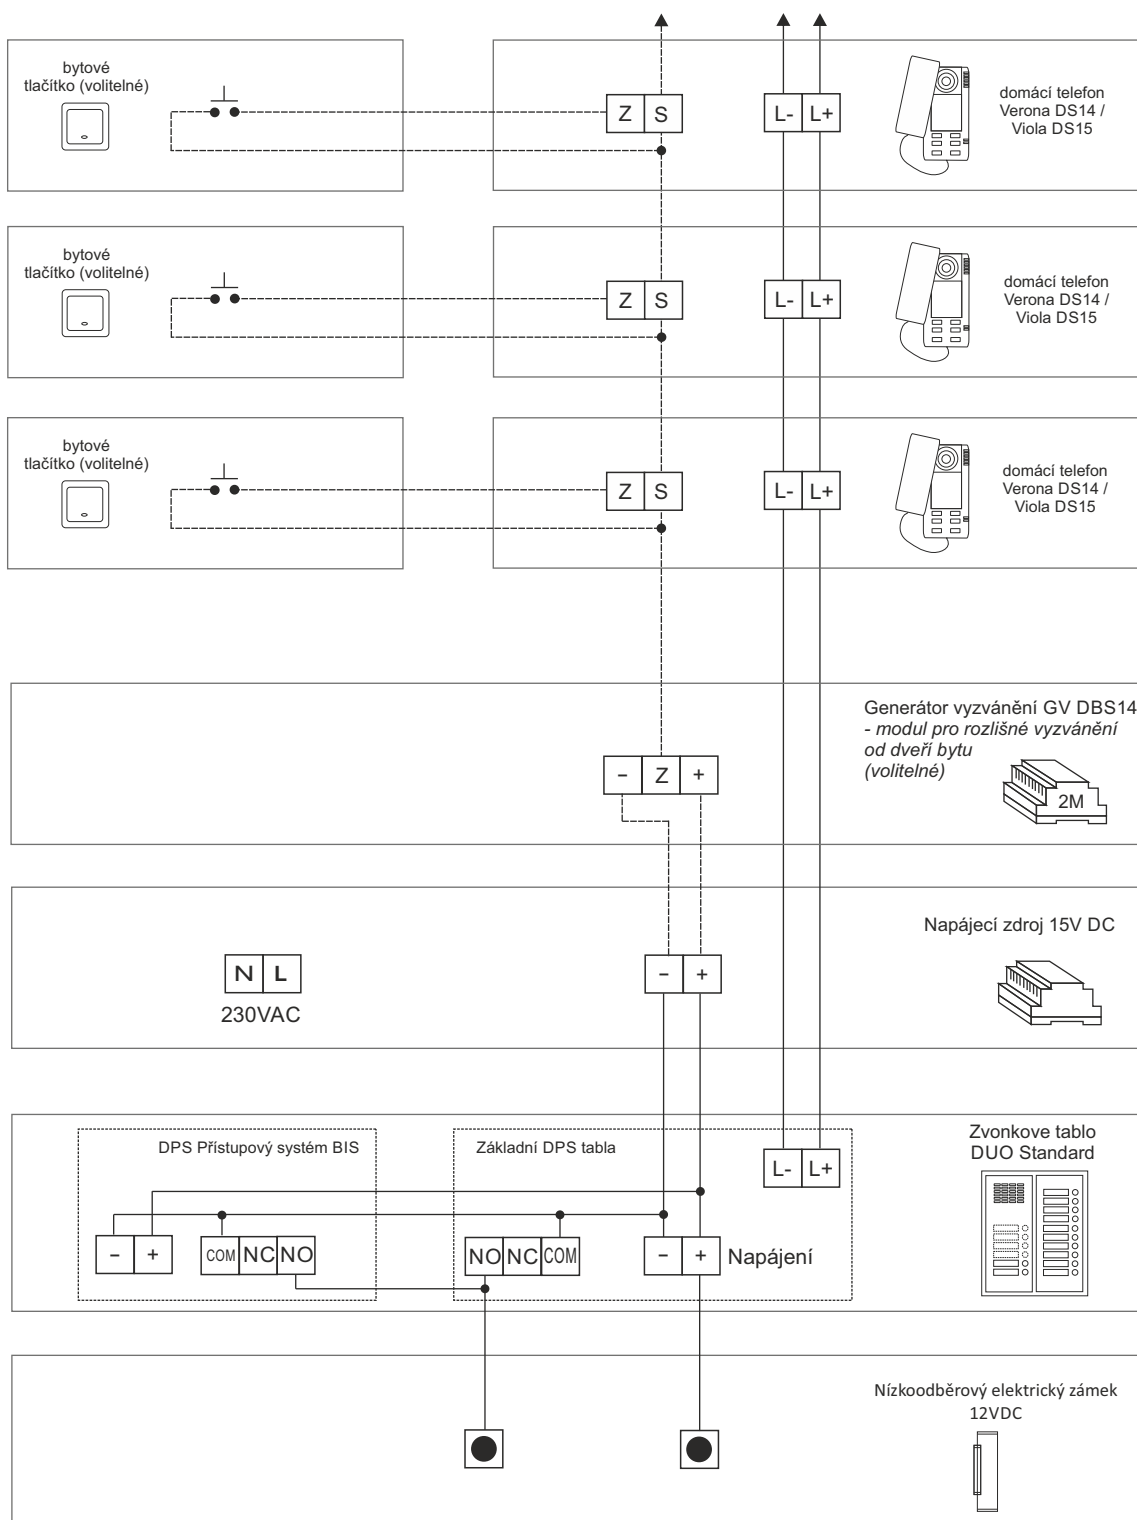 bytové
tlačítko (volitelné)
Z S
L- L+
domácí telefon
Verona DS14 /
Viola DS15
bytové
tlačítko (volitelné)
Z S
L- L+
domácí telefon
Verona DS14 /
Viola DS15
bytové
tlačítko (volitelné)
Z S
L- L+
domácí telefon
Verona DS14 /
Viola DS15
Generátor vyzvánění GV DBS14
- modul pro rozlišné vyzvánění
od dveří bytu
(volitelné)
- Z +
2M
Napájecí zdroj 15V DC
N L
- +
230VAC
DPS Přístupový systém BIS
Základní DPS tabla
Zvonkove tablo
DUO Standard
L- L+
- +
COM NC NO
NO NC COM
- +
Napájení
Nízkoodběrový elektrický zámek
12VDC